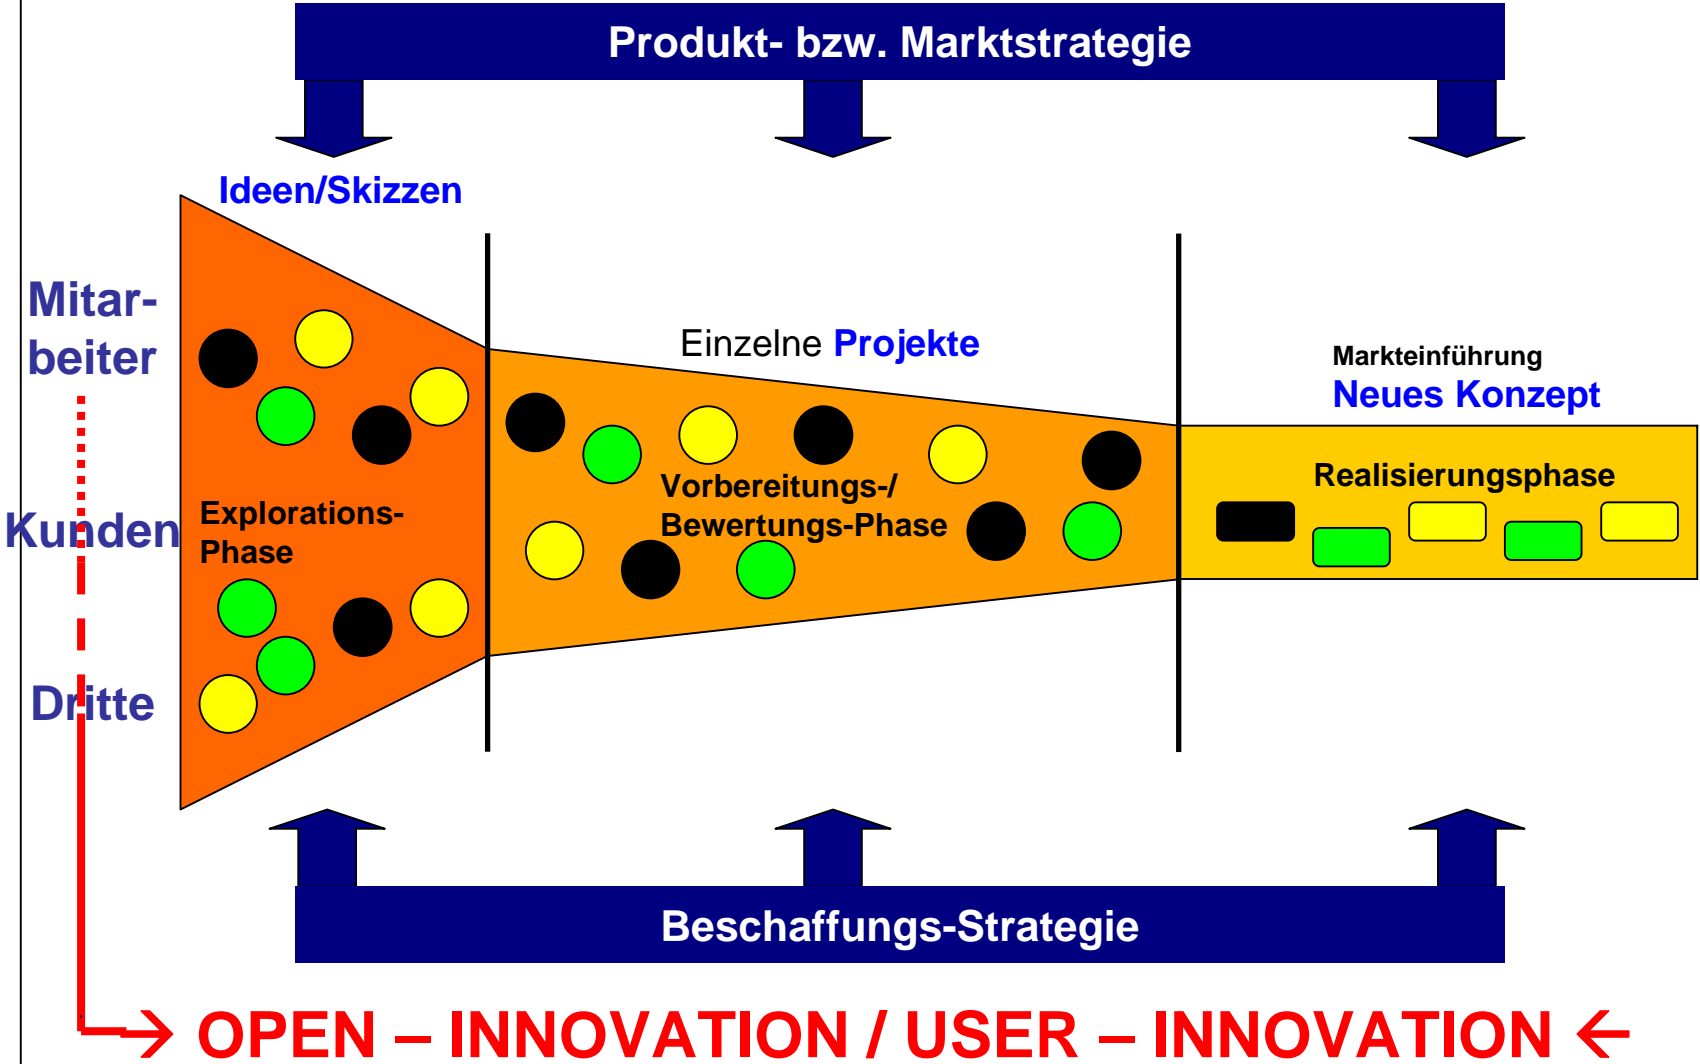 Produkt- bzw. Marktstrategie
Ideen/Skizzen
Mitar-
beiter
Einzelne Projekte
Markteinführung
Neues Konzept
Realisierungsphase
Vorbereitungs-/
Bewertungs-Phase
Explorations-
Phase
Kunden
Dritte
Beschaffungs-Strategie
→ OPEN – INNOVATION / USER – INNOVATION ←